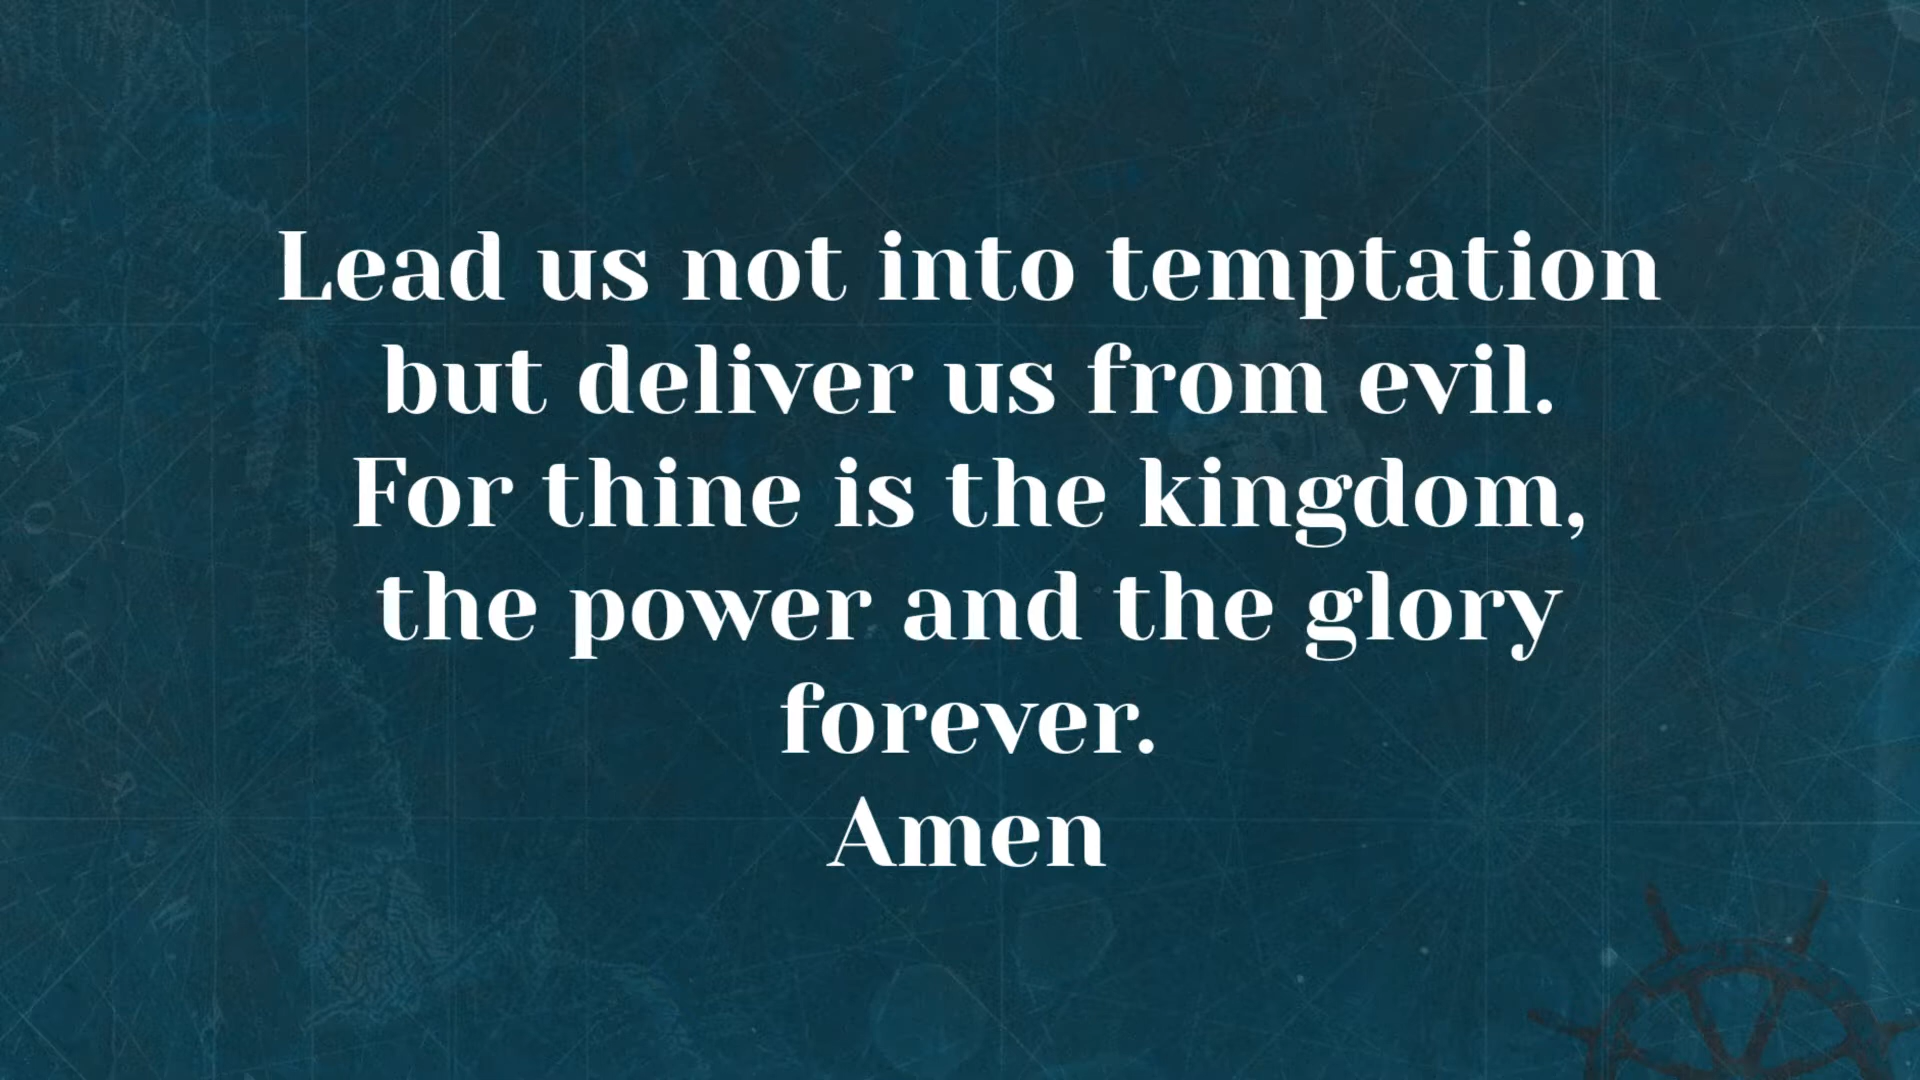 Lead us not into temptation
but deliver us from evil.
For thine is the kingdom,
the power and the glory
forever.
Amen